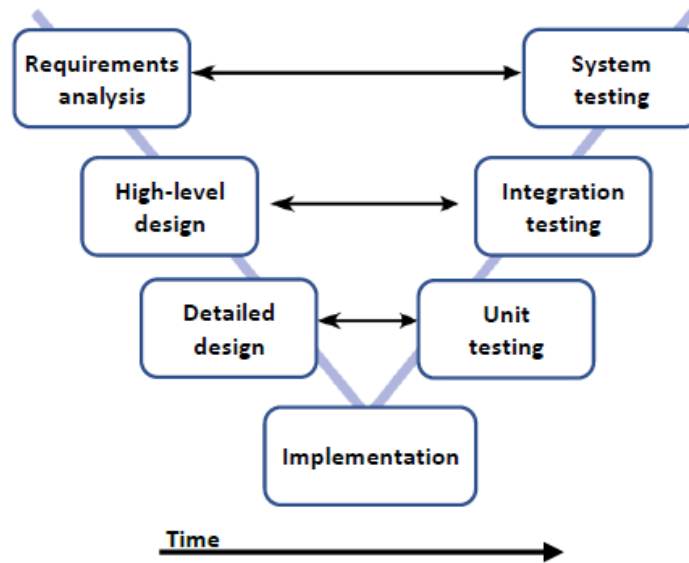 Requirements
analysis
System
testing
High-level
design
Integration
testing
Detailed
design
Unit
testing
Implementation
Time